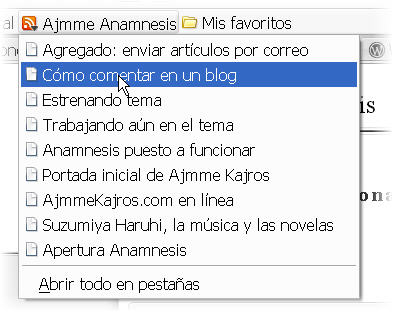 al Ajmme Anamnesis Mis favoritos
Agregado: enviar artículos por correo
Cómo comentar en un blog
Estrenando tema
is
Trabajando aún en el tema
Anamnesis puesto a funcionar
Portada inicial de Ajmme Kajros
AjmmeKajros.com en línea
Suzumiya Haruhi, la música y las novelas
Apertura Anamnesis
Abrir todo en pestañas